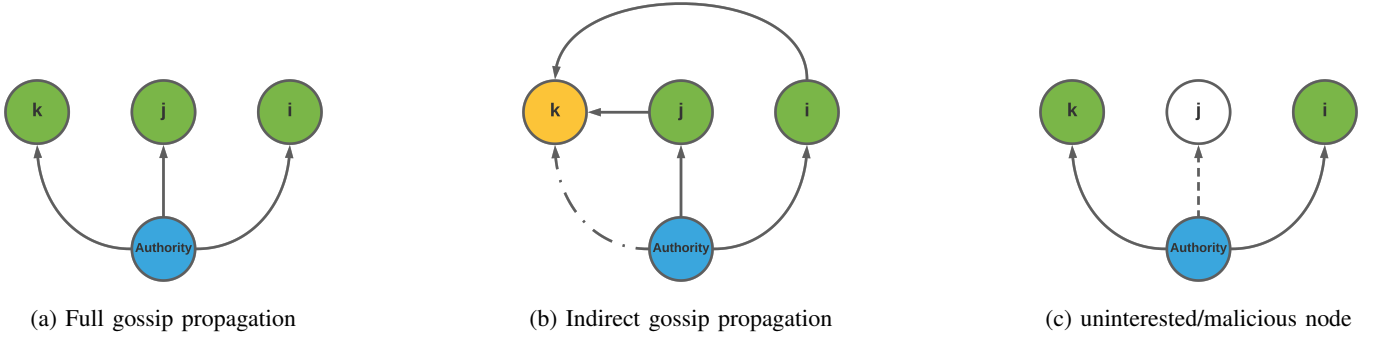 k j i
Authority
(a) Full gossip propagation
k j i
Authority
(b) Indirect gossip propagation
k j i
Authority
(c) uninterested/malicious node